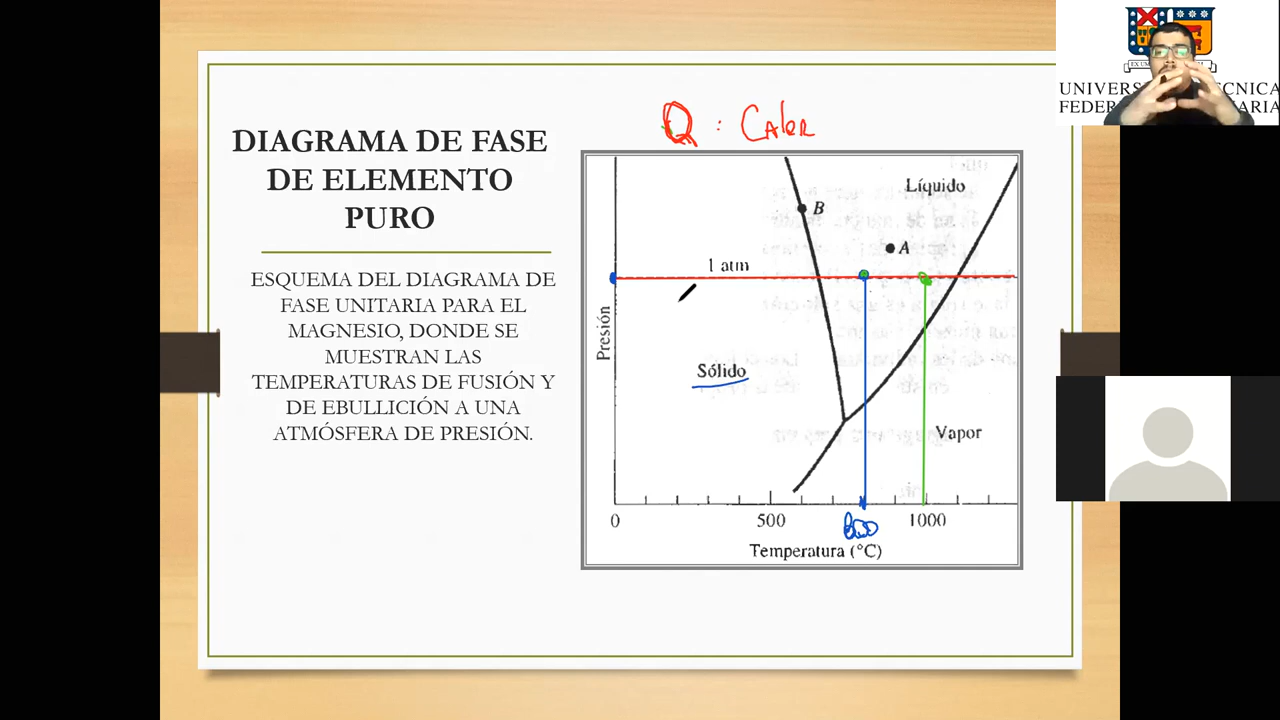 DIAGRAMA DE FASE
DE ELEMENTO
PURO
ESQUEMA DEL DIAGRAMA DE
FASE UNITARIA PARA EL
MAGNESIO, DONDE SE
MUESTRAN LAS
TEMPERATURAS DE FUSIÓN Y
DE EBULLICIÓN A UNA
ATMÓSFERA DE PRESIÓN.
Q : CAlOR
Líquido
B
A
1 atm
Presión
Sólido
Vapor
0 500 1000
800
Temperatura (°C)